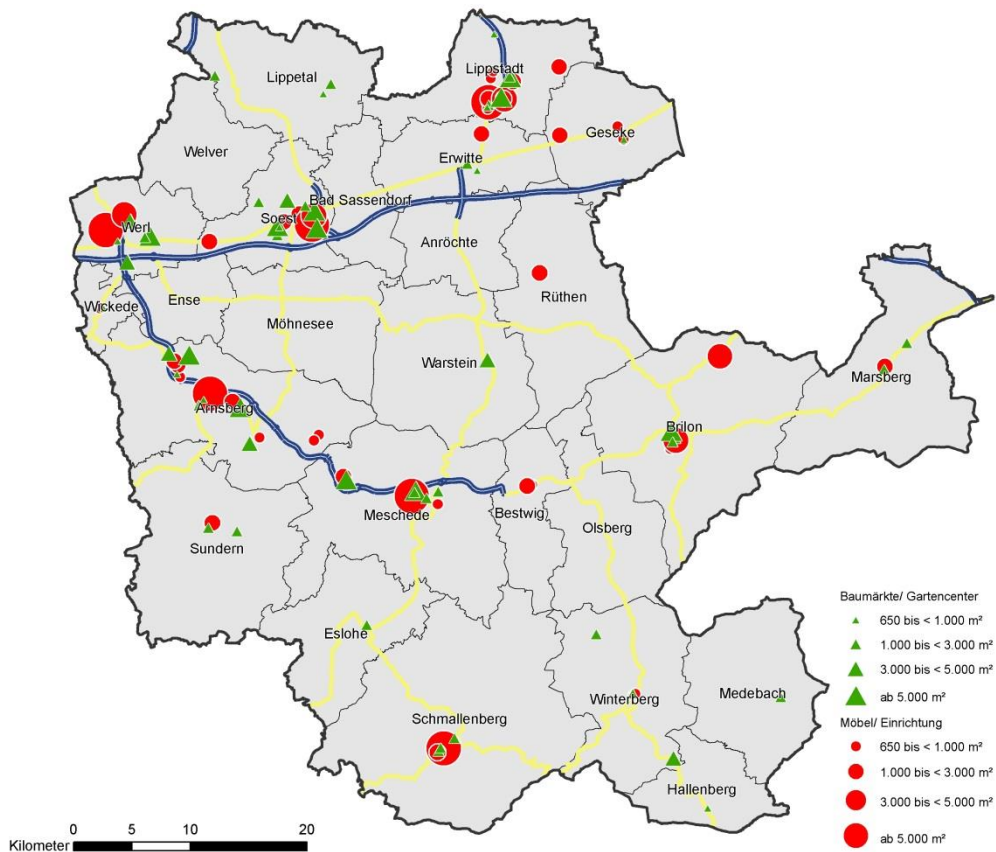 Lippstadt
Lippetal
Geseke
Welver
Erwitte
Bad Sassendorf
Soest
Werl
Anröchte
Rüthen
Wickede
Ense
Möhnesee
Warstein
Marsberg
Arnsberg
Brilon
Meschede
Bestwig
Olsberg
Sundern
Eslohe
Winterberg
Medebach
Schmallenberg
Hallenberg
Baumärkte/ Gartencenter
650 bis < 1.000 m²
1.000 bis < 3.000 m²
3.000 bis < 5.000 m²
ab 5.000 m²
Möbel/ Einrichtung
650 bis < 1.000 m²
1.000 bis < 3.000 m²
3.000 bis < 5.000 m²
ab 5.000 m²
0 5 10 20
Kilometer